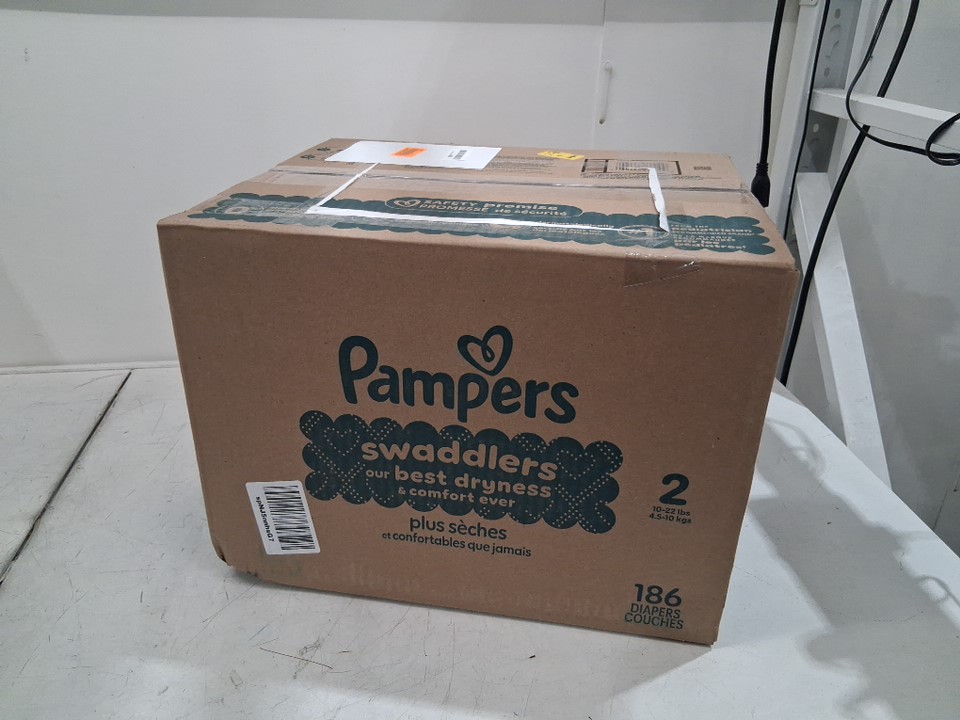 SAFETY promise
PROMESSE de sécurité
Pampers
swaddlers
our best dryness
& comfort ever
plus sèches
et confortables que jamais
2
10-22 lbs
4.5-10 kgs
186
DIAPERS
COUCHES